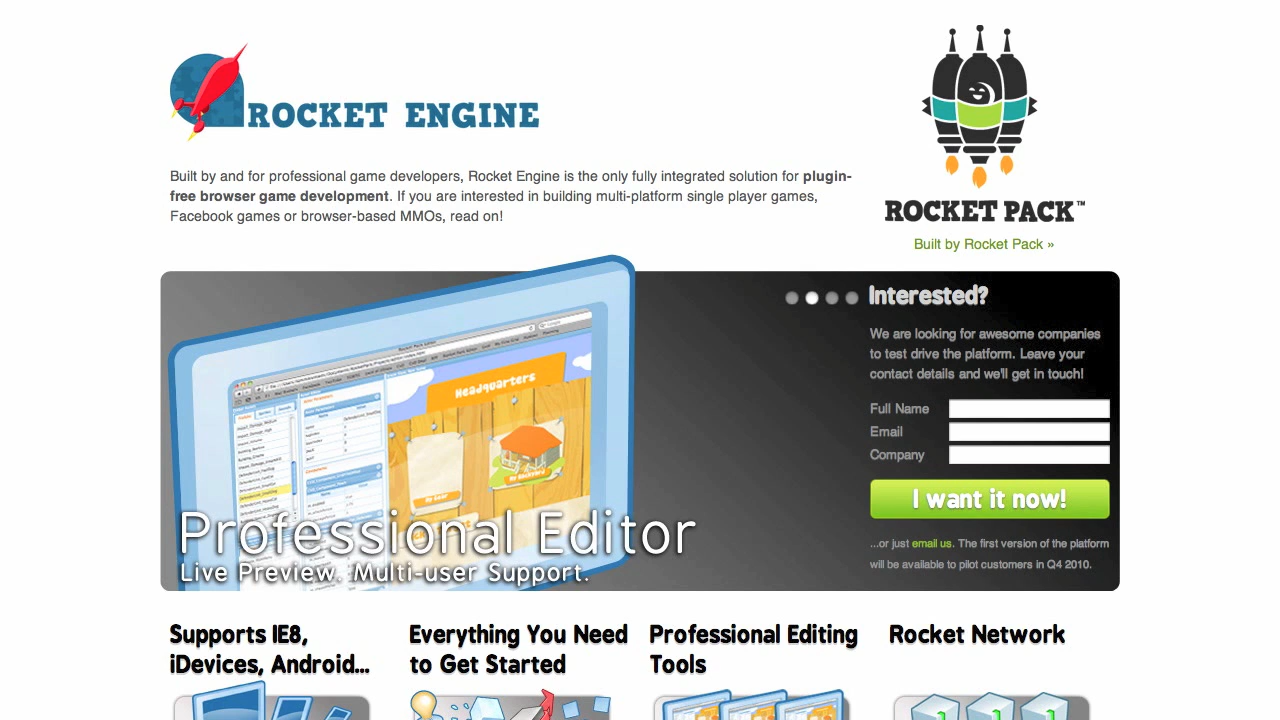 ROCKET ENGINE
Built by and for professional game developers, Rocket Engine is the only fully integrated solution for plugin-
free browser game development. If you are interested in building multi-platform single player games,
Facebook games or browser-based MMOs, read on!
ROCKET PACK™
Built by Rocket Pack »
Headquarters
My Gear
My Backyard
Professional Editor
Live Preview. Multi-user Support.
Interested?
We are looking for awesome companies
to test drive the platform. Leave your
contact details and we'll get in touch!
Full Name
Email
Company
I want it now!
...or just email us. The first version of the platform
will be available to pilot customers in Q4 2010.
Supports IE8,
iDevices, Android...
Everything You Need
to Get Started
Professional Editing
Tools
Rocket Network